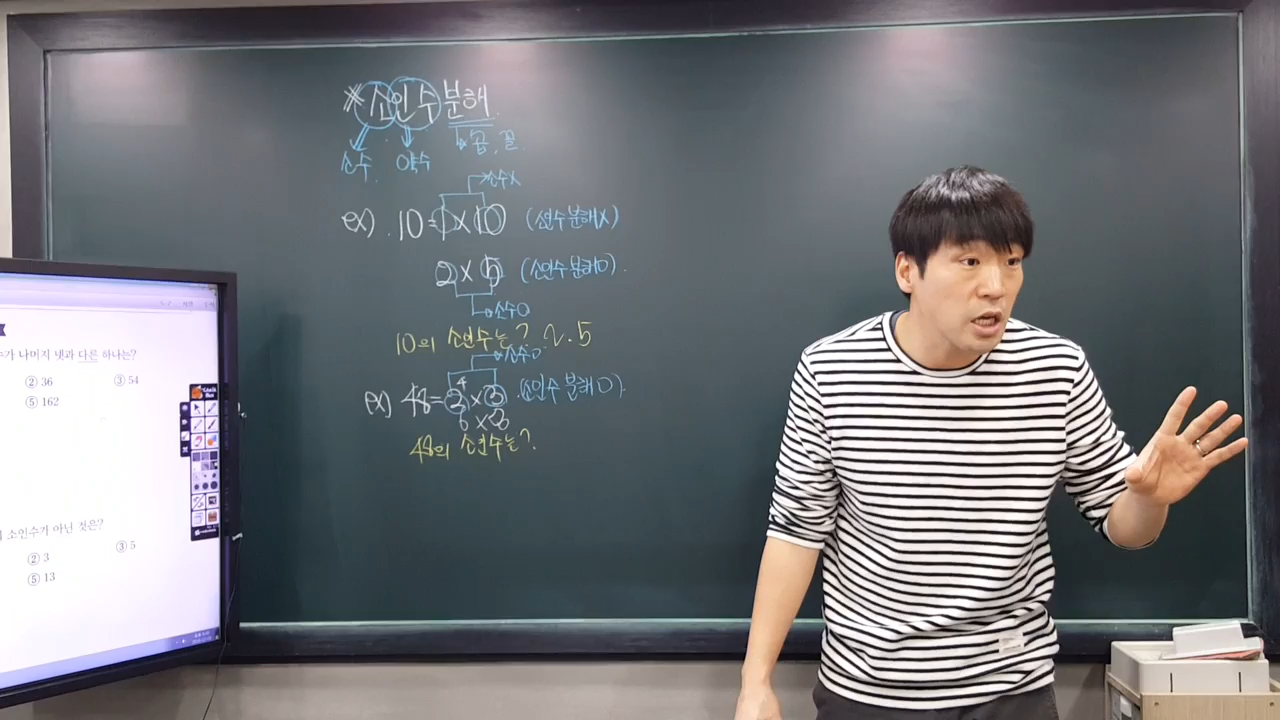 *소인수분해
곱, 꼴.
소수. 약수
소수X
ex). 10=1×10 (소인수분해X)
2×5 (소인수분해O).
소수O
10의 소인수는? 2.5
소수O
ex) 48=2⁴×3 (소인수분해O).
6×8
48의 소인수는?
가 나머지 넷과 다른 하나는?
② 36 ③ 54
⑤ 162
소인수가 아닌 것은?
② 3 ③ 5
⑤ 13